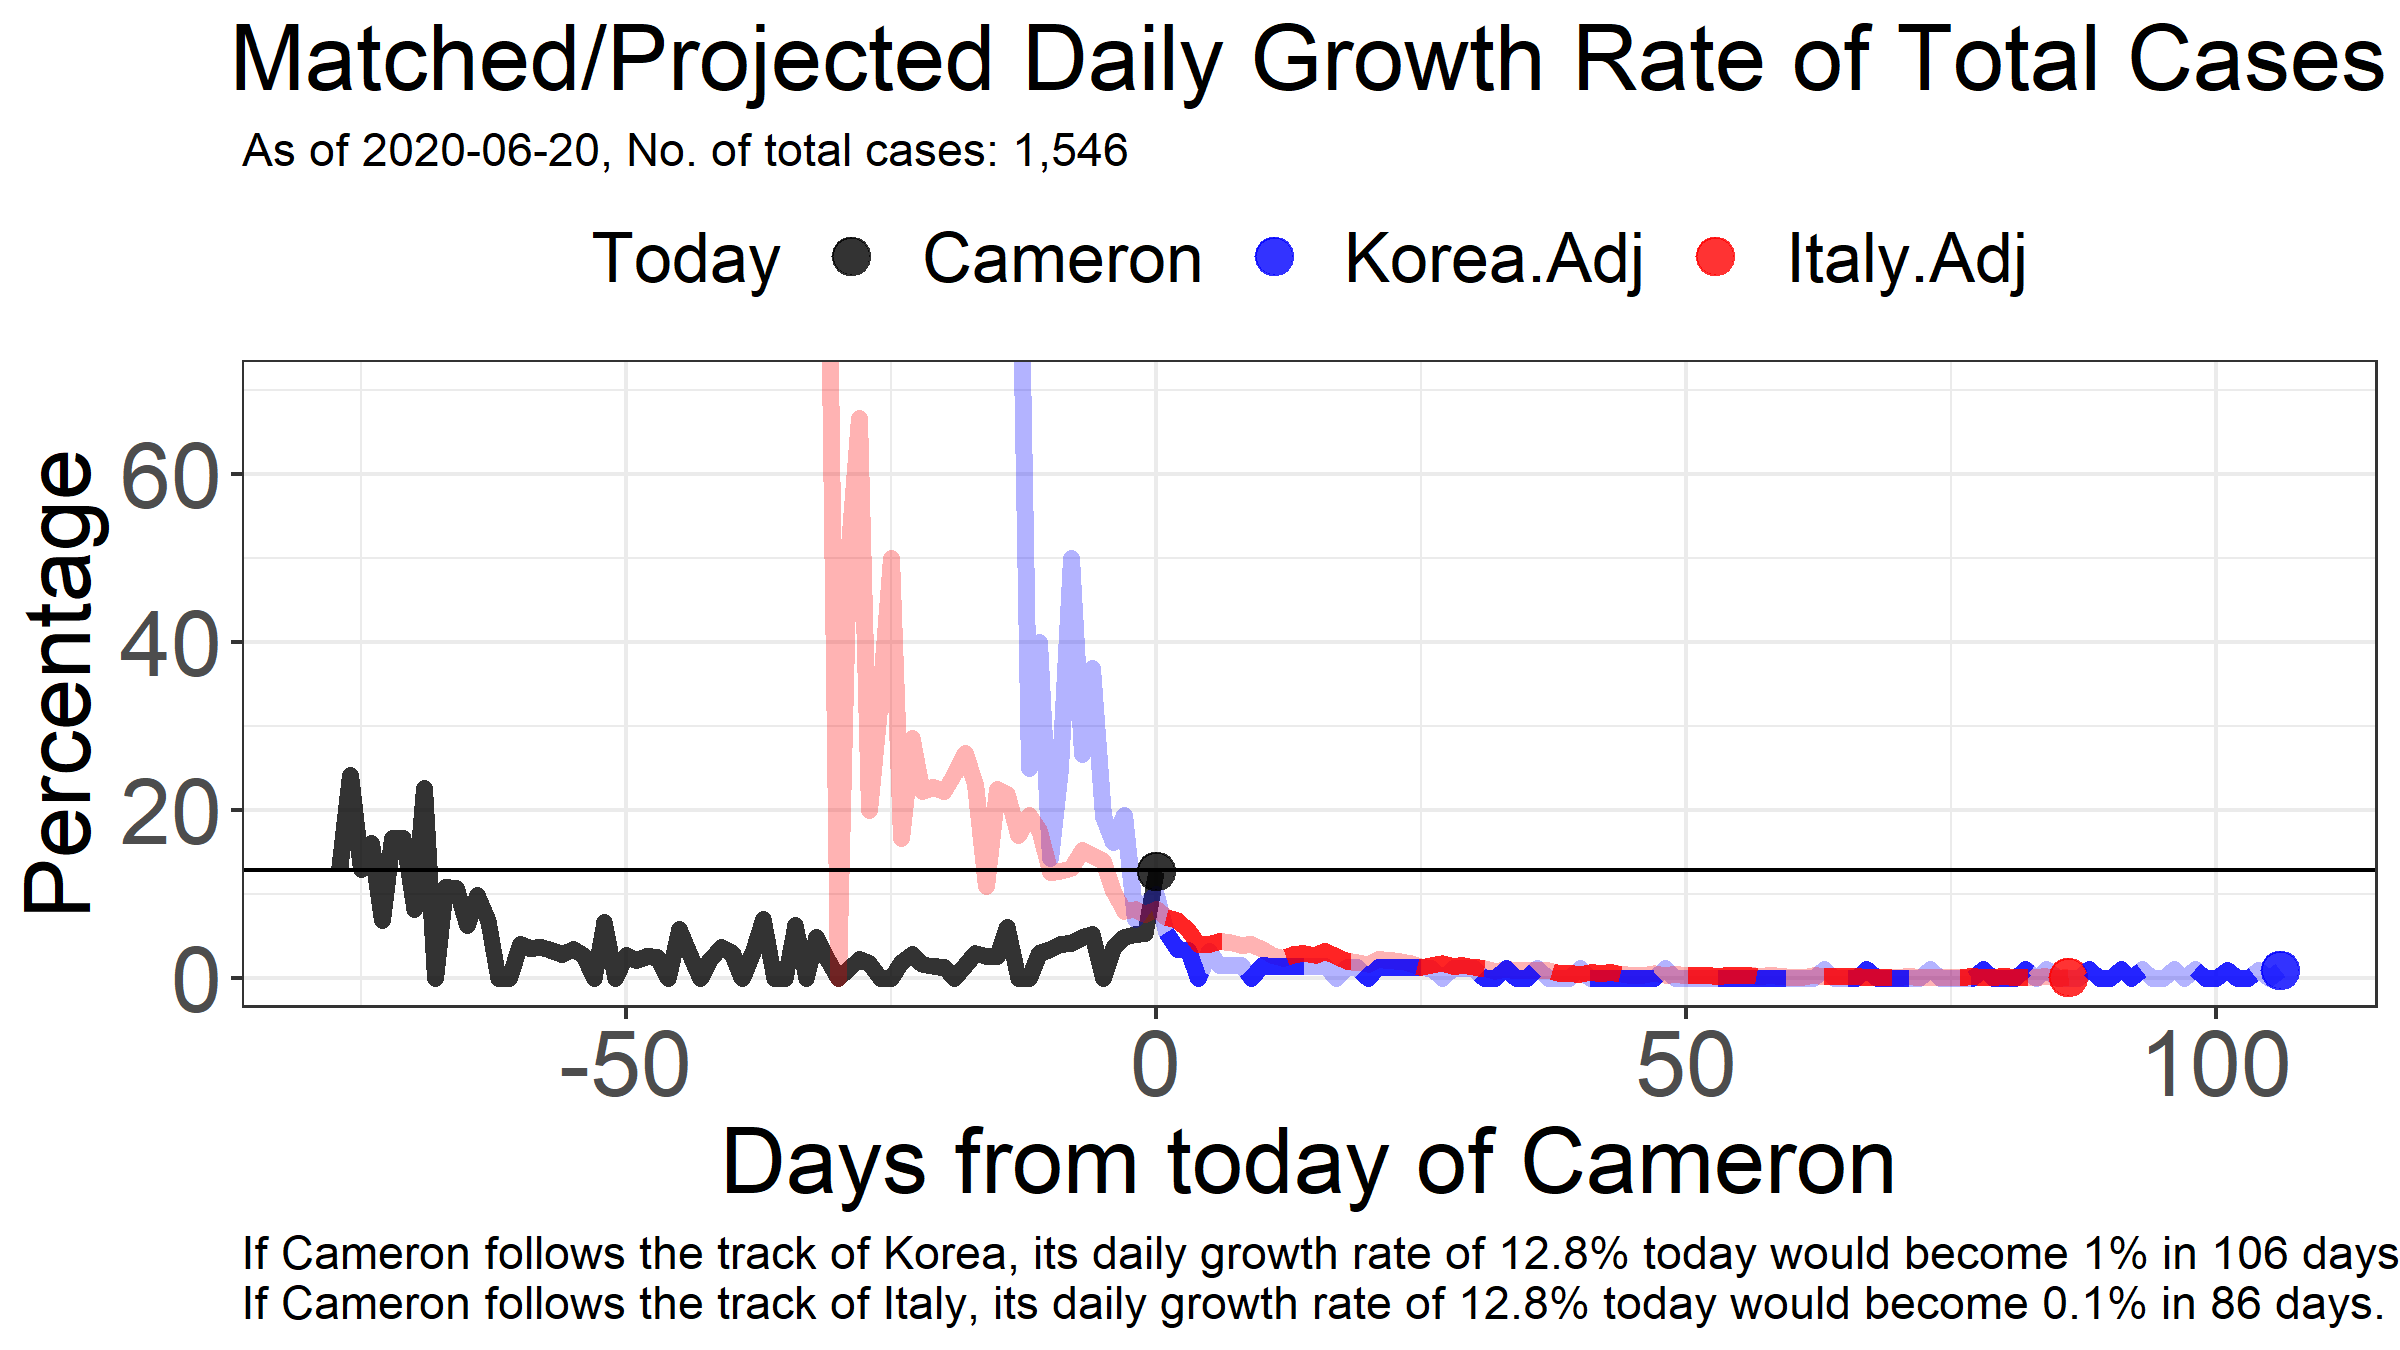 Matched/Projected Daily Growth Rate of Total Cases
As of 2020-06-20, No. of total cases: 1,546
Today Cameron Korea.Adj Italy.Adj
Percentage
60
40
20
0
-50 0 50 100
Days from today of Cameron
If Cameron follows the track of Korea, its daily growth rate of 12.8% today would become 1% in 106 days
If Cameron follows the track of Italy, its daily growth rate of 12.8% today would become 0.1% in 86 days.